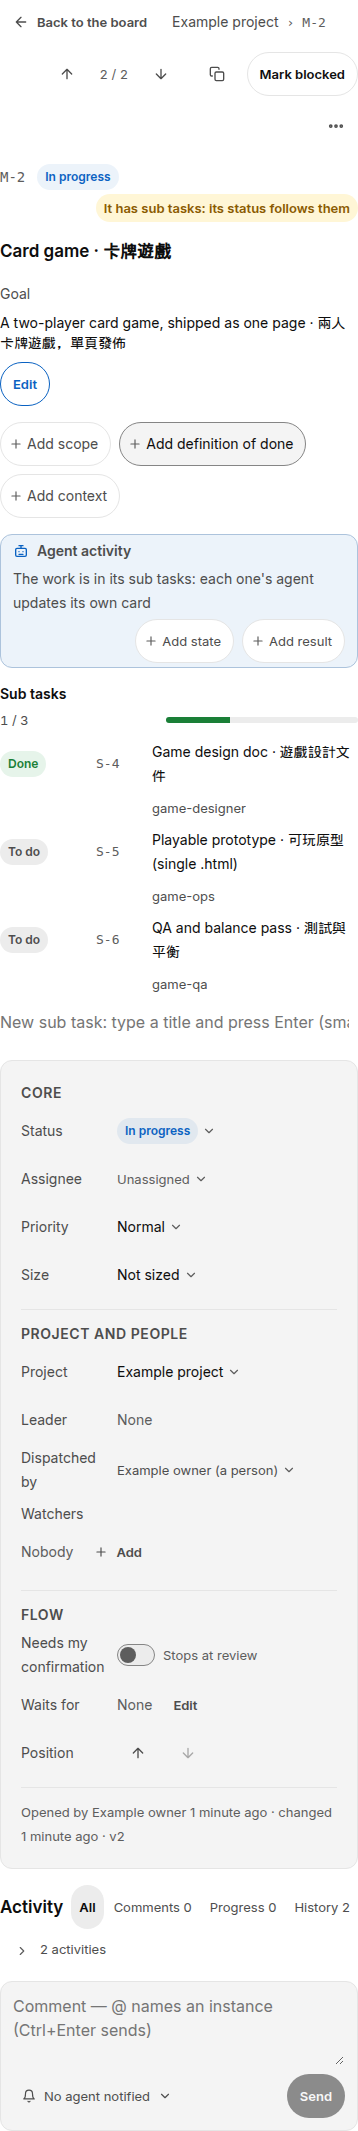 Back to the board Example project › M-2
2 / 2 Mark blocked
M-2 In progress
It has sub tasks: its status follows them
Card game · 卡牌遊戲
Goal
A two-player card game, shipped as one page · 兩人
卡牌遊戲，單頁發佈
Edit
Add scope Add definition of done
Add context
Agent activity
The work is in its sub tasks: each one's agent
updates its own card
Add state Add result
Sub tasks
1 / 3
Done S-4 Game design doc · 遊戲設計文
件
game-designer
To do S-5 Playable prototype · 可玩原型
(single .html)
game-ops
To do S-6 QA and balance pass · 測試與
平衡
game-qa
New sub task: type a title and press Enter (sma
CORE
Status In progress
Assignee Unassigned
Priority Normal
Size Not sized
PROJECT AND PEOPLE
Project Example project
Leader None
Dispatched
by Example owner (a person)
Watchers
Nobody Add
FLOW
Needs my
confirmation Stops at review
Waits for None Edit
Position
Opened by Example owner 1 minute ago · changed
1 minute ago · v2
Activity All Comments 0 Progress 0 History 2
2 activities
Comment — @ names an instance
(Ctrl+Enter sends)
No agent notified Send